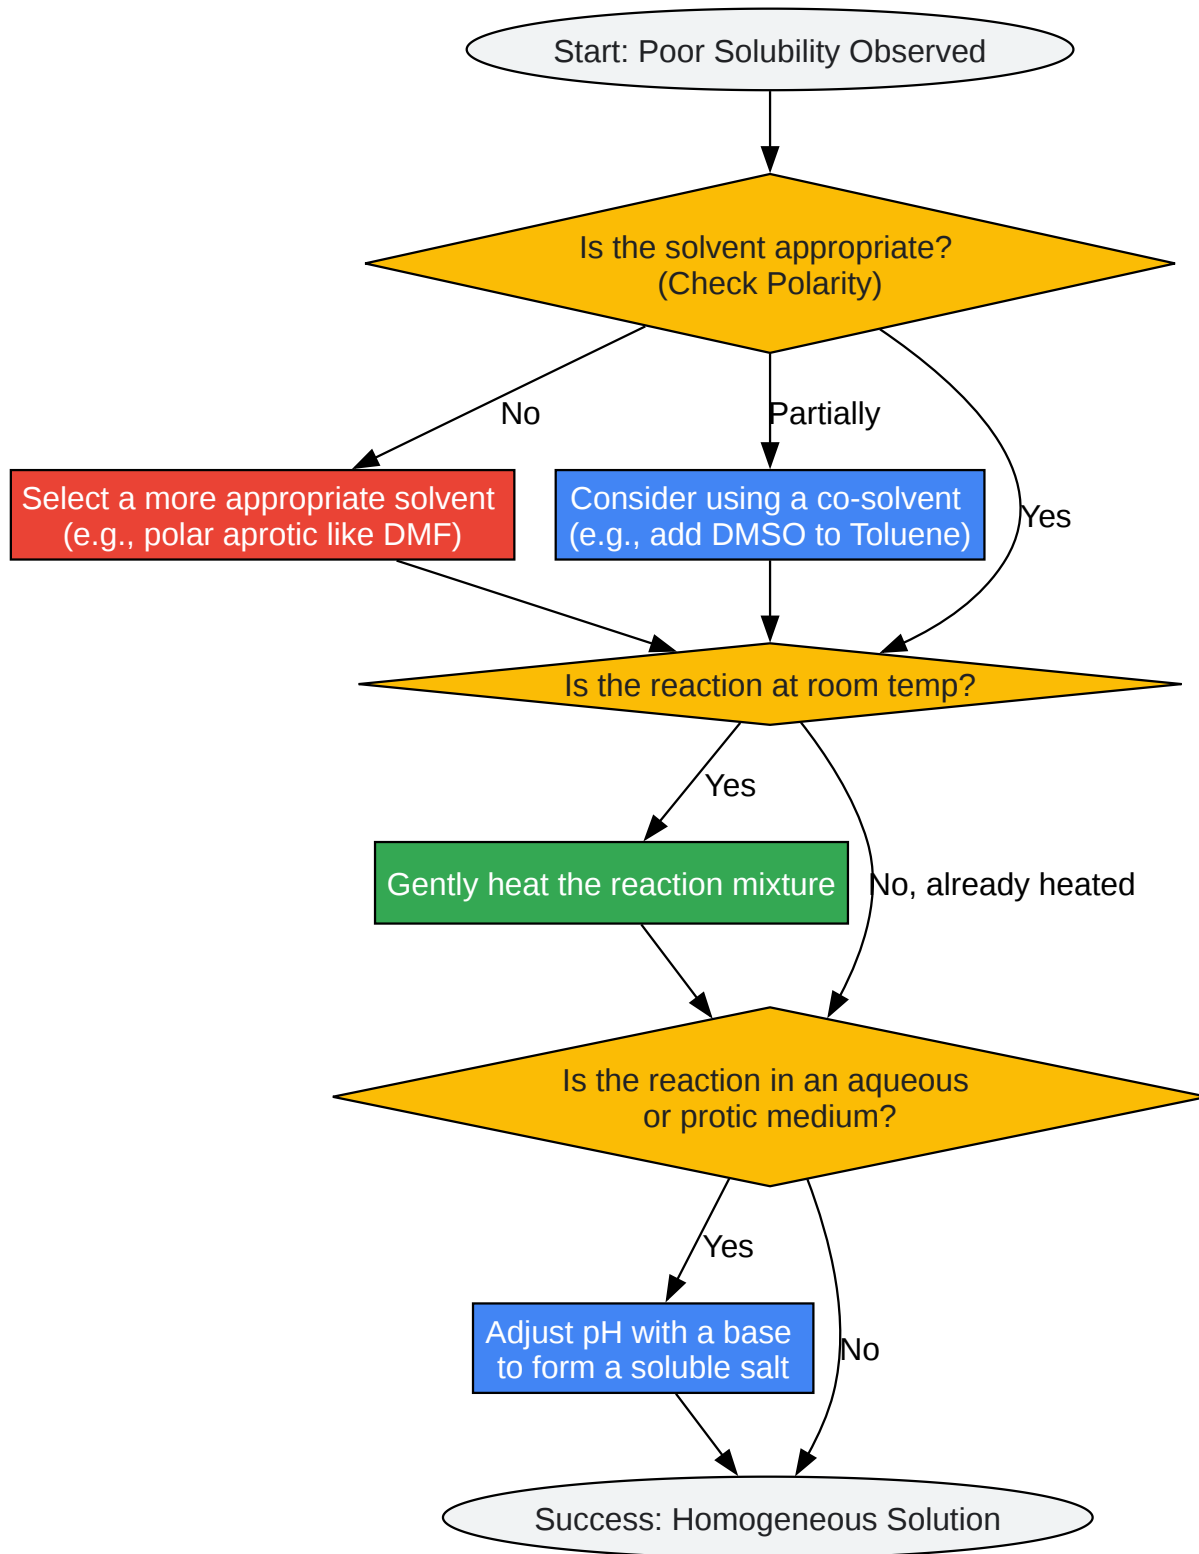 Start: Poor Solubility Observed
Is the solvent appropriate?
(Check Polarity)
No
Partially
Select a more appropriate solvent
(e.g., polar aprotic like DMF)
Consider using a co-solvent
(e.g., add DMSO to Toluene)
Yes
Is the reaction at room temp?
Yes
Gently heat the reaction mixture
No, already heated
Is the reaction in an aqueous
or protic medium?
Yes
Adjust pH with a base
to form a soluble salt
No
Success: Homogeneous Solution